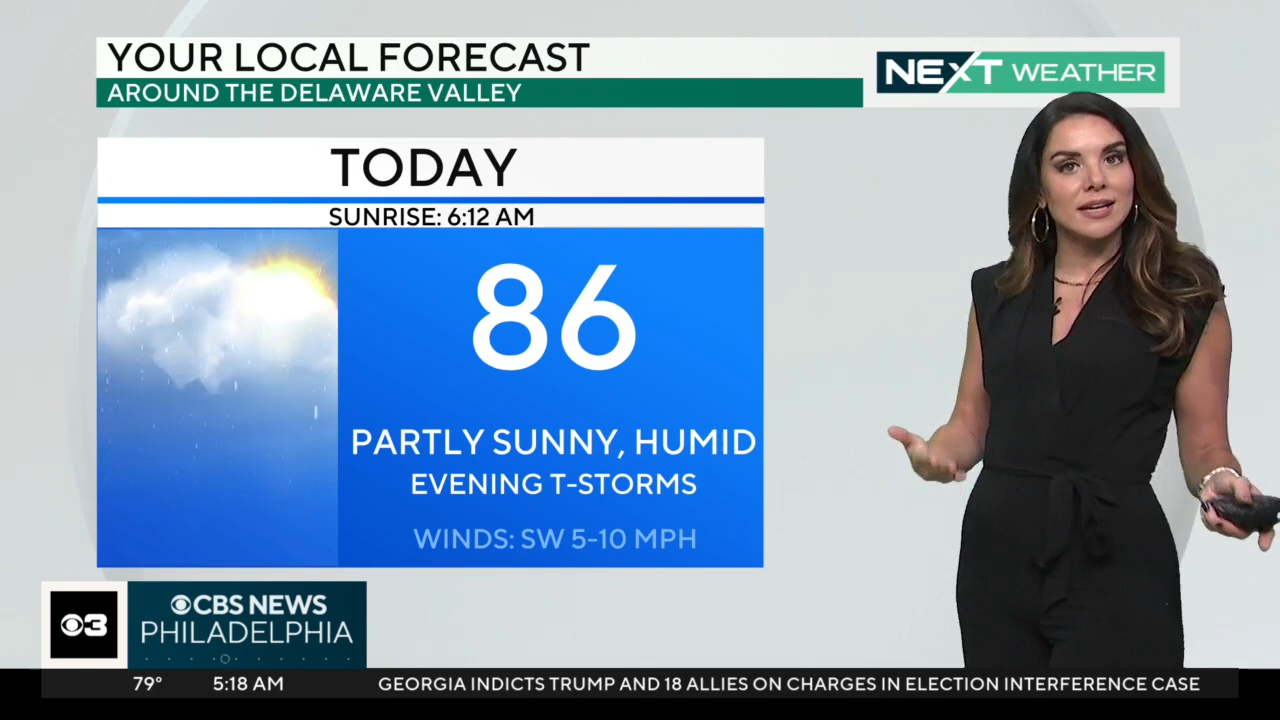 YOUR LOCAL FORECAST
AROUND THE DELAWARE VALLEY
NEXT WEATHER
TODAY
SUNRISE: 6:12 AM
86
PARTLY SUNNY, HUMID
EVENING T-STORMS
WINDS: SW 5-10 MPH
3
CBS NEWS
PHILADELPHIA
79° 5:18 AM GEORGIA INDICTS TRUMP AND 18 ALLIES ON CHARGES IN ELECTION INTERFERENCE CASE